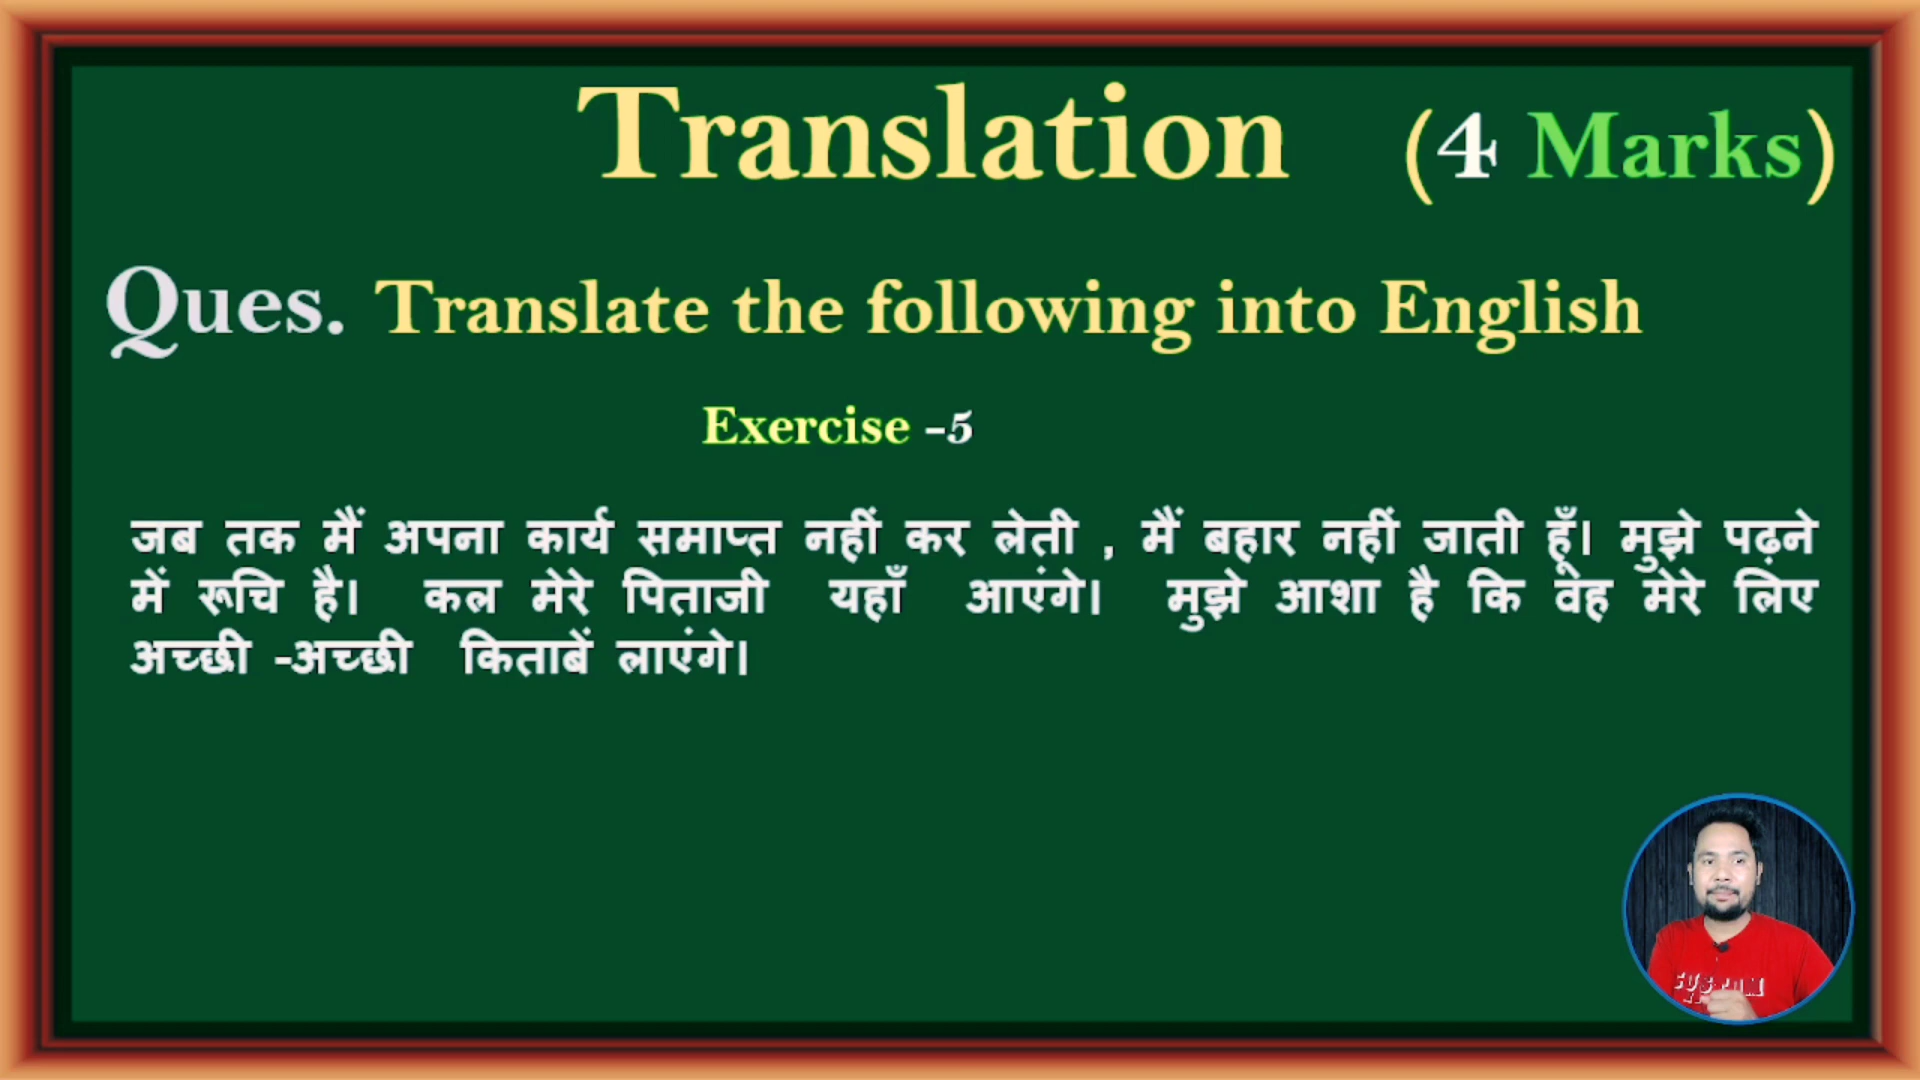 Translation (4 Marks)
Ques. Translate the following into English
Exercise -5
जब तक मैं अपना कार्य समाप्त नहीं कर लेती , मैं बहार नहीं जाती हूँ। मुझे पढ़ने
में रूचि है। कल मेरे पिताजी यहाँ आएंगे। मुझे आशा है कि वह मेरे लिए
अच्छी -अच्छी किताबें लाएंगे।